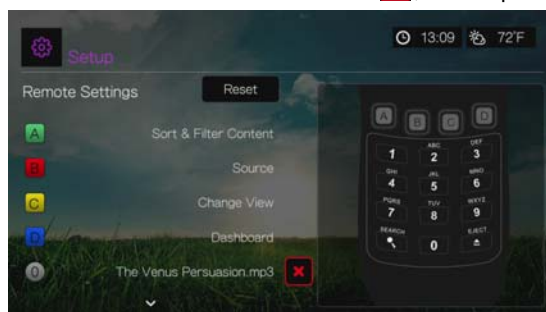 13:09 72°F
Setup
Remote Settings Reset
A Sort & Filter Content
B Source
C Change View
D Dashboard
0 The Venus Persuasion.mp3
A B C D
ABC DEF
1 2 3
GHI JKL MNO
4 5 6
PQRS TUV WXYZ
7 8 9
SEARCH EJECT
0